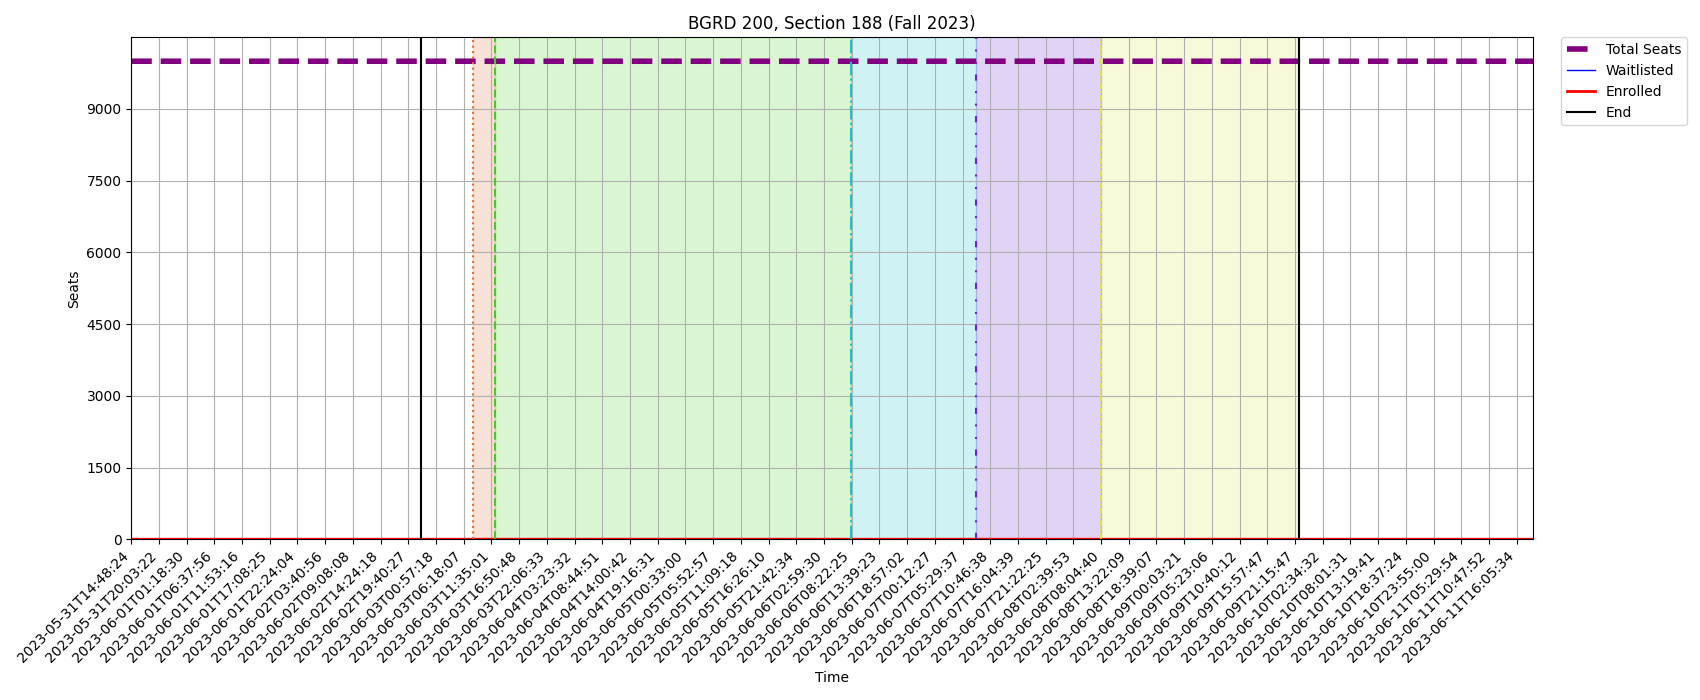 BGRD 200, Section 188 (Fall 2023)
Total Seats
Waitlisted
Enrolled
End
Seats
9000
7500
6000
4500
3000
1500
0
2023-05-31T14:48:24
2023-05-31T20:03:22
2023-06-01T01:18:30
2023-06-01T06:37:56
2023-06-01T11:53:16
2023-06-01T17:08:25
2023-06-01T22:24:04
2023-06-02T03:40:56
2023-06-02T09:08:08
2023-06-02T14:24:18
2023-06-02T19:40:27
2023-06-03T00:57:18
2023-06-03T06:18:07
2023-06-03T11:35:01
2023-06-03T16:50:48
2023-06-03T22:06:33
2023-06-04T03:23:32
2023-06-04T08:44:51
2023-06-04T14:00:42
2023-06-04T19:16:31
2023-06-05T00:33:00
2023-06-05T05:52:57
2023-06-05T11:09:18
2023-06-05T16:26:10
2023-06-05T21:42:34
2023-06-06T02:59:30
2023-06-06T08:22:25
2023-06-06T13:39:23
2023-06-06T18:57:02
2023-06-07T00:12:27
2023-06-07T05:29:37
2023-06-07T10:46:38
2023-06-07T16:04:39
2023-06-07T21:22:25
2023-06-08T02:39:53
2023-06-08T08:04:40
2023-06-08T13:22:09
2023-06-08T18:39:07
2023-06-09T00:03:21
2023-06-09T05:23:06
2023-06-09T10:40:12
2023-06-09T15:57:47
2023-06-09T21:15:47
2023-06-10T02:34:32
2023-06-10T08:01:31
2023-06-10T13:19:41
2023-06-10T18:37:24
2023-06-10T23:55:00
2023-06-11T05:29:54
2023-06-11T10:47:52
2023-06-11T16:05:34
Time